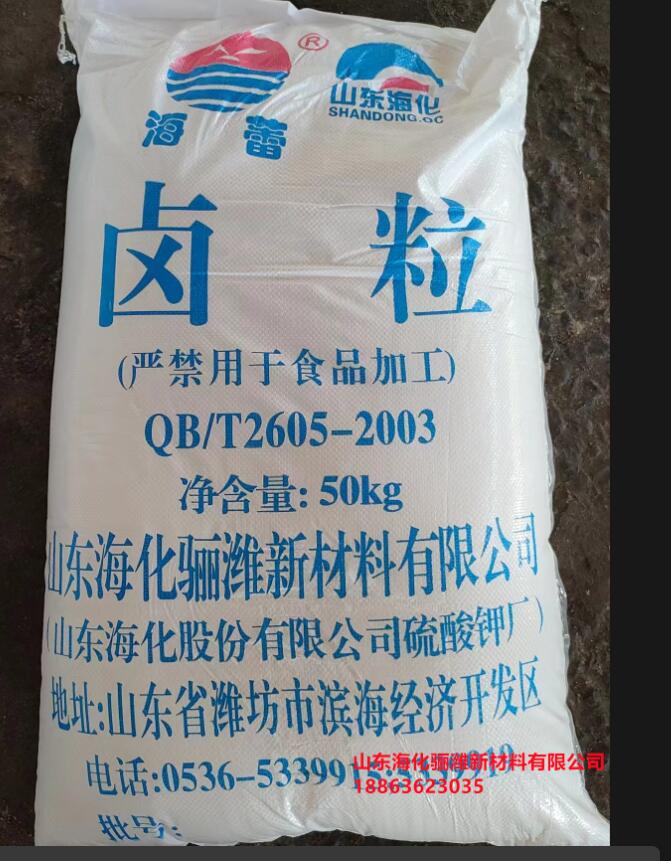 ®
海蕾
山东海化
SHANDONG.OC
卤粒
(严禁用于食品加工)
QB/T2605-2003
净含量: 50kg
山东海化骊潍新材料有限公司
(山东海化股份有限公司硫酸钾厂)
地址:山东省潍坊市滨海经济开发区
电话:0536-5339915
山东海化骊潍新材料有限公司
18863623035
批号: